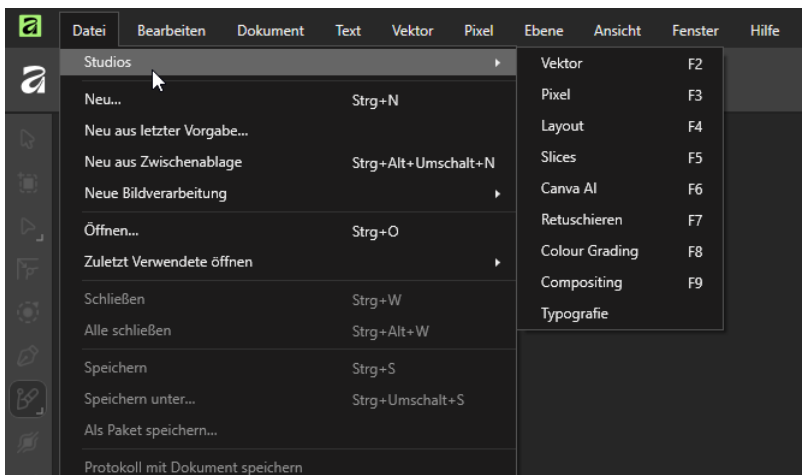 Datei Bearbeiten Dokument Text Vektor Pixel Ebene Ansicht Fenster Hilfe
Studios
Neu... Strg+N
Neu aus letzter Vorgabe...
Neu aus Zwischenablage Strg+Alt+Umschalt+N
Neue Bildverarbeitung
Öffnen... Strg+O
Zuletzt Verwendete öffnen
Schließen Strg+W
Alle schließen Strg+Alt+W
Speichern Strg+S
Speichern unter... Strg+Umschalt+S
Als Paket speichern...
Protokoll mit Dokument speichern
Vektor F2
Pixel F3
Layout F4
Slices F5
Canva AI F6
Retuschieren F7
Colour Grading F8
Compositing F9
Typografie